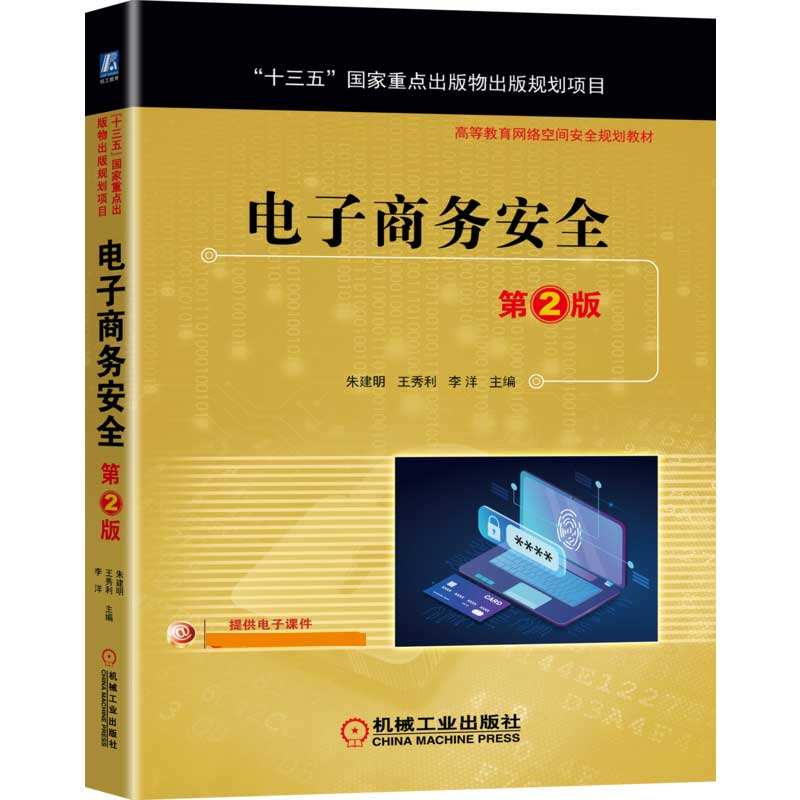 机工教育
“十三五”国家重点出
版物出版规划项目
电子商务安全
第2版
朱建明
王秀利
李洋
主编
机械工业出版社
CHINA MACHINE PRESS
“十三五”国家重点出版物出版规划项目
高等教育网络空间安全规划教材
电子商务安全
第2版
朱建明 王秀利 李洋 主编
****
CARD
@ 提供电子课件
机械工业出版社
CHINA MACHINE PRESS